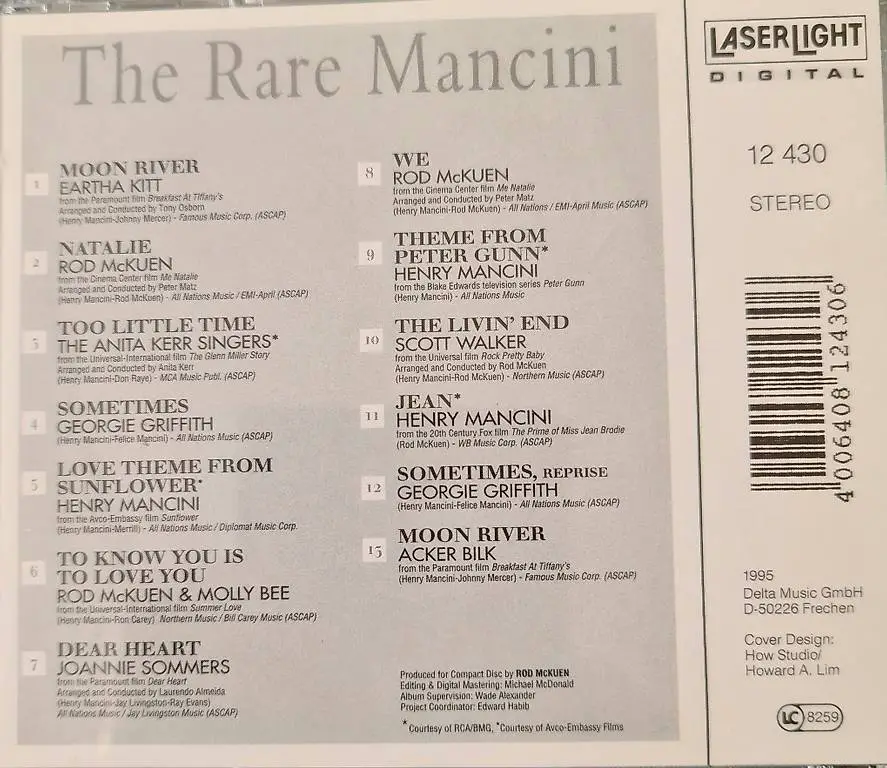 The Rare Mancini
1
MOON RIVER
EARTHA KITT
from the Paramount film Breakfast At Tiffany's
Arranged and Conducted by Tony Osborn
(Henry Mancini-Johnny Mercer) - Famous Music Corp. (ASCAP)
2
NATALIE
ROD McKUEN
from the Cinema Center film Me Natalie
Arranged and Conducted by Peter Matz
(Henry Mancini-Rod McKuen) - All Nations Music / EMI-April (ASCAP)
3
TOO LITTLE TIME
THE ANITA KERR SINGERS*
from the Universal-International film The Glenn Miller Story
Arranged and Conducted by Anita Kerr
(Henry Mancini-Don Raye) - MCA Music Publ. (ASCAP)
4
SOMETIMES
GEORGIE GRIFFITH
(Henry Mancini-Felice Mancini) - All Nations Music (ASCAP)
5
LOVE THEME FROM
SUNFLOWER*
HENRY MANCINI
from the Avco-Embassy film Sunflower
(Henry Mancini-Merrill) - All Nations Music / Diplomat Music Corp.
6
TO KNOW YOU IS
TO LOVE YOU
ROD McKUEN & MOLLY BEE
from the Universal-International film Summer Love
(Henry Mancini-Ron Carey) Northern Music / Bill Carey Music (ASCAP)
7
DEAR HEART
JOANNIE SOMMERS
from the Paramount film Dear Heart
Arranged and Conducted by Laurendo Almeida
(Henry Mancini-Jay Livingston-Ray Evans)
All Nations Music / Jay Livingston Music (ASCAP)
8
WE
ROD McKUEN
from the Cinema Center film Me Natalie
Arranged and Conducted by Peter Matz
(Henry Mancini-Rod McKuen) - All Nations / EMI-April Music (ASCAP)
9
THEME FROM
PETER GUNN*
HENRY MANCINI
from the Blake Edwards television series Peter Gunn
(Henry Mancini) - All Nations Music
10
THE LIVIN' END
SCOTT WALKER
from the Universal film Rock Pretty Baby
Arranged and Conducted by Rod McKuen
(Henry Mancini-Rod McKuen) - Northern Music (ASCAP)
11
JEAN*
HENRY MANCINI
from the 20th Century Fox film The Prime of Miss Jean Brodie
(Rod McKuen) - WB Music Corp. (ASCAP)
12
SOMETIMES, REPRISE
GEORGIE GRIFFITH
(Henry Mancini-Felice Mancini) - All Nations Music (ASCAP)
13
MOON RIVER
ACKER BILK
from the Paramount film Breakfast At Tiffany's
(Henry Mancini-Johnny Mercer) - Famous Music Corp. (ASCAP)
Produced for Compact Disc by ROD McKUEN
Editing & Digital Mastering: Michael McDonald
Album Supervision: Wade Alexander
Project Coordinator: Edward Habib
*Courtesy of RCA/BMG, *Courtesy of Avco-Embassy Films
LASERLIGHT
DIGITAL
12 430
STEREO
4 006408 124306
1995
Delta Music GmbH
D-50226 Frechen
Cover Design:
How Studio/
Howard A. Lim
LC 8259